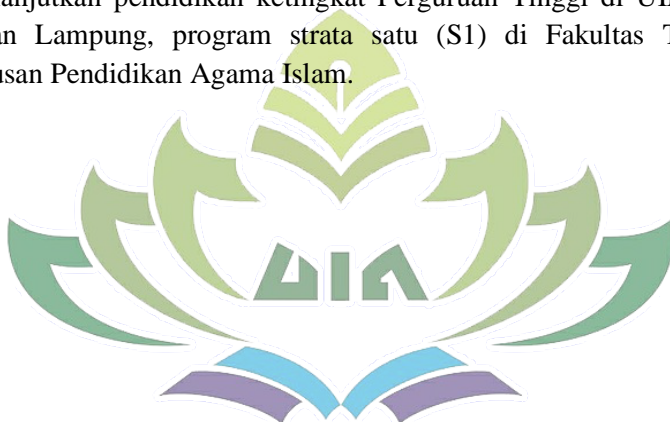 anjutkan pendidikan ketingkat Perguruan Tinggi di UI
an Lampung, program strata satu (S1) di Fakultas T
usan Pendidikan Agama Islam.
UIN